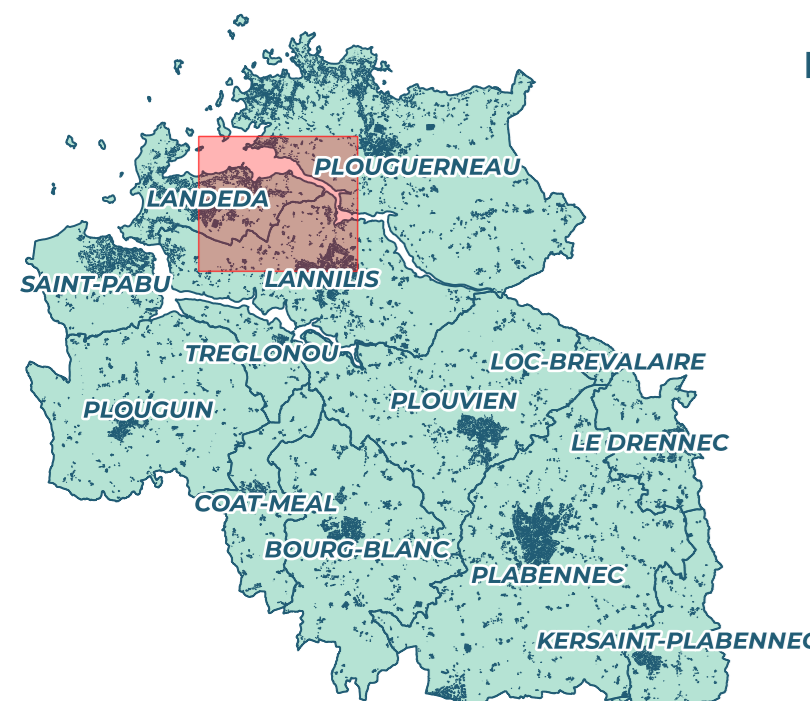 PLOUGUERNEAU
LANDEDA
LANNILIS
SAINT-PABU
TREGLONOU
LOC-BREVALAIRE
PLOUVIEN
PLOUGUIN
LE DRENNEC
COAT-MEAL
BOURG-BLANC
PLABENNEC
KERSAINT-PLABENNEC